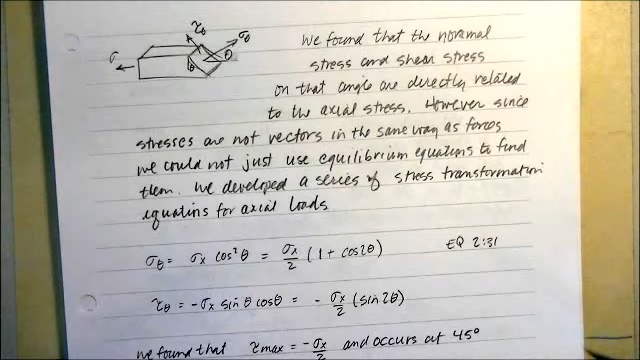 τθ
σθ
σ
θ
θ
We found that the normal
stress and shear stress
on that angle are directly related
to the axial stress. However since
stresses are not vectors in the same way as forces
we could not just use equilibrium equations to find
them. We developed a series of stress transformation
equations for axial loads
σθ = σx cos²θ = σx/2 (1 + cos2θ) EQ 2:31
τθ = -σx sinθ cosθ = - σx/2 (sin2θ)
we found that τmax = -σx/2 and occurs at 45°